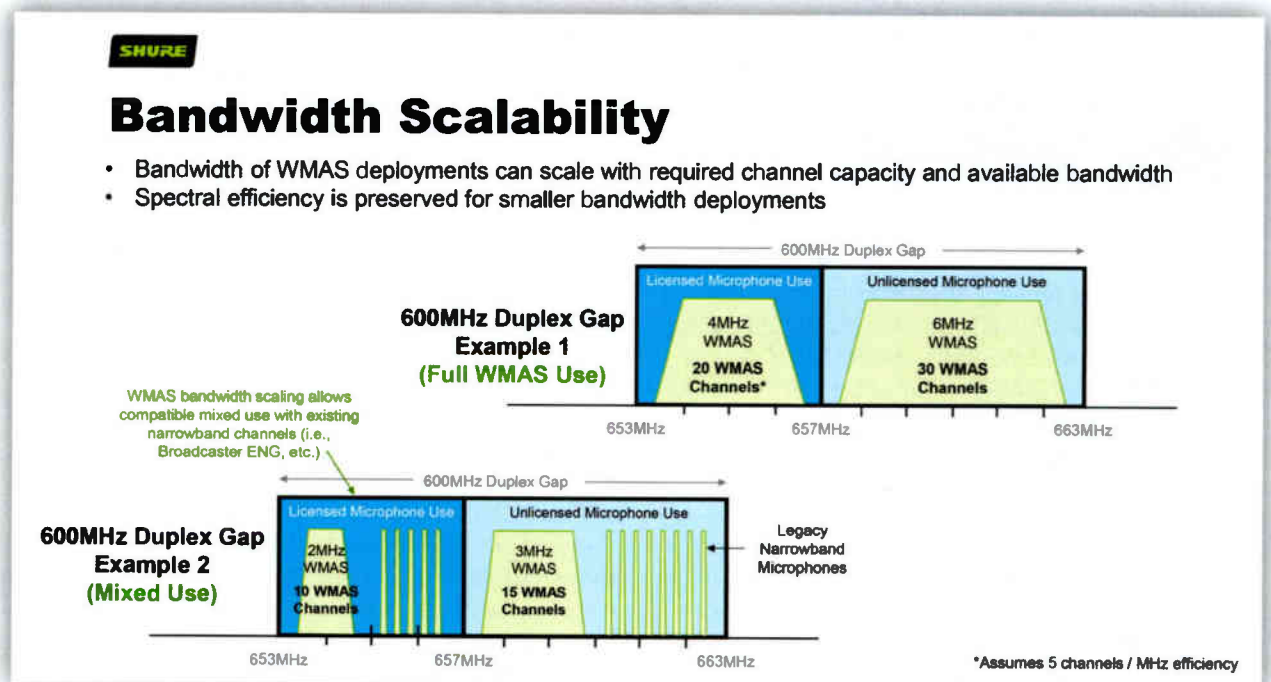 SHURE
Bandwidth Scalability
• Bandwidth of WMAS deployments can scale with required channel capacity and available bandwidth
• Spectral efficiency is preserved for smaller bandwidth deployments
600MHz Duplex Gap
Licensed Microphone Use
Unlicensed Microphone Use
600MHz Duplex Gap
Example 1
(Full WMAS Use)
4MHz
WMAS
20 WMAS
Channels*
6MHz
WMAS
30 WMAS
Channels
653MHz
657MHz
663MHz
WMAS bandwidth scaling allows
compatible mixed use with existing
narrowband channels (i.e.,
Broadcaster ENG, etc.)
600MHz Duplex Gap
Licensed Microphone Use
Unlicensed Microphone Use
600MHz Duplex Gap
Example 2
(Mixed Use)
2MHz
WMAS
10 WMAS
Channels
3MHz
WMAS
15 WMAS
Channels
Legacy
Narrowband
Microphones
653MHz
657MHz
663MHz
*Assumes 5 channels / MHz efficiency